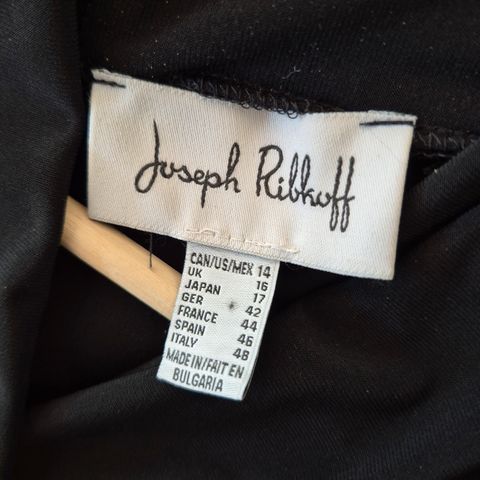 Joseph Ribkoff
CAN/US/MEX 14
UK 16
JAPAN 17
GER 42
FRANCE 44
SPAIN 46
ITALY 48
MADE IN/FAIT EN
BULGARIA